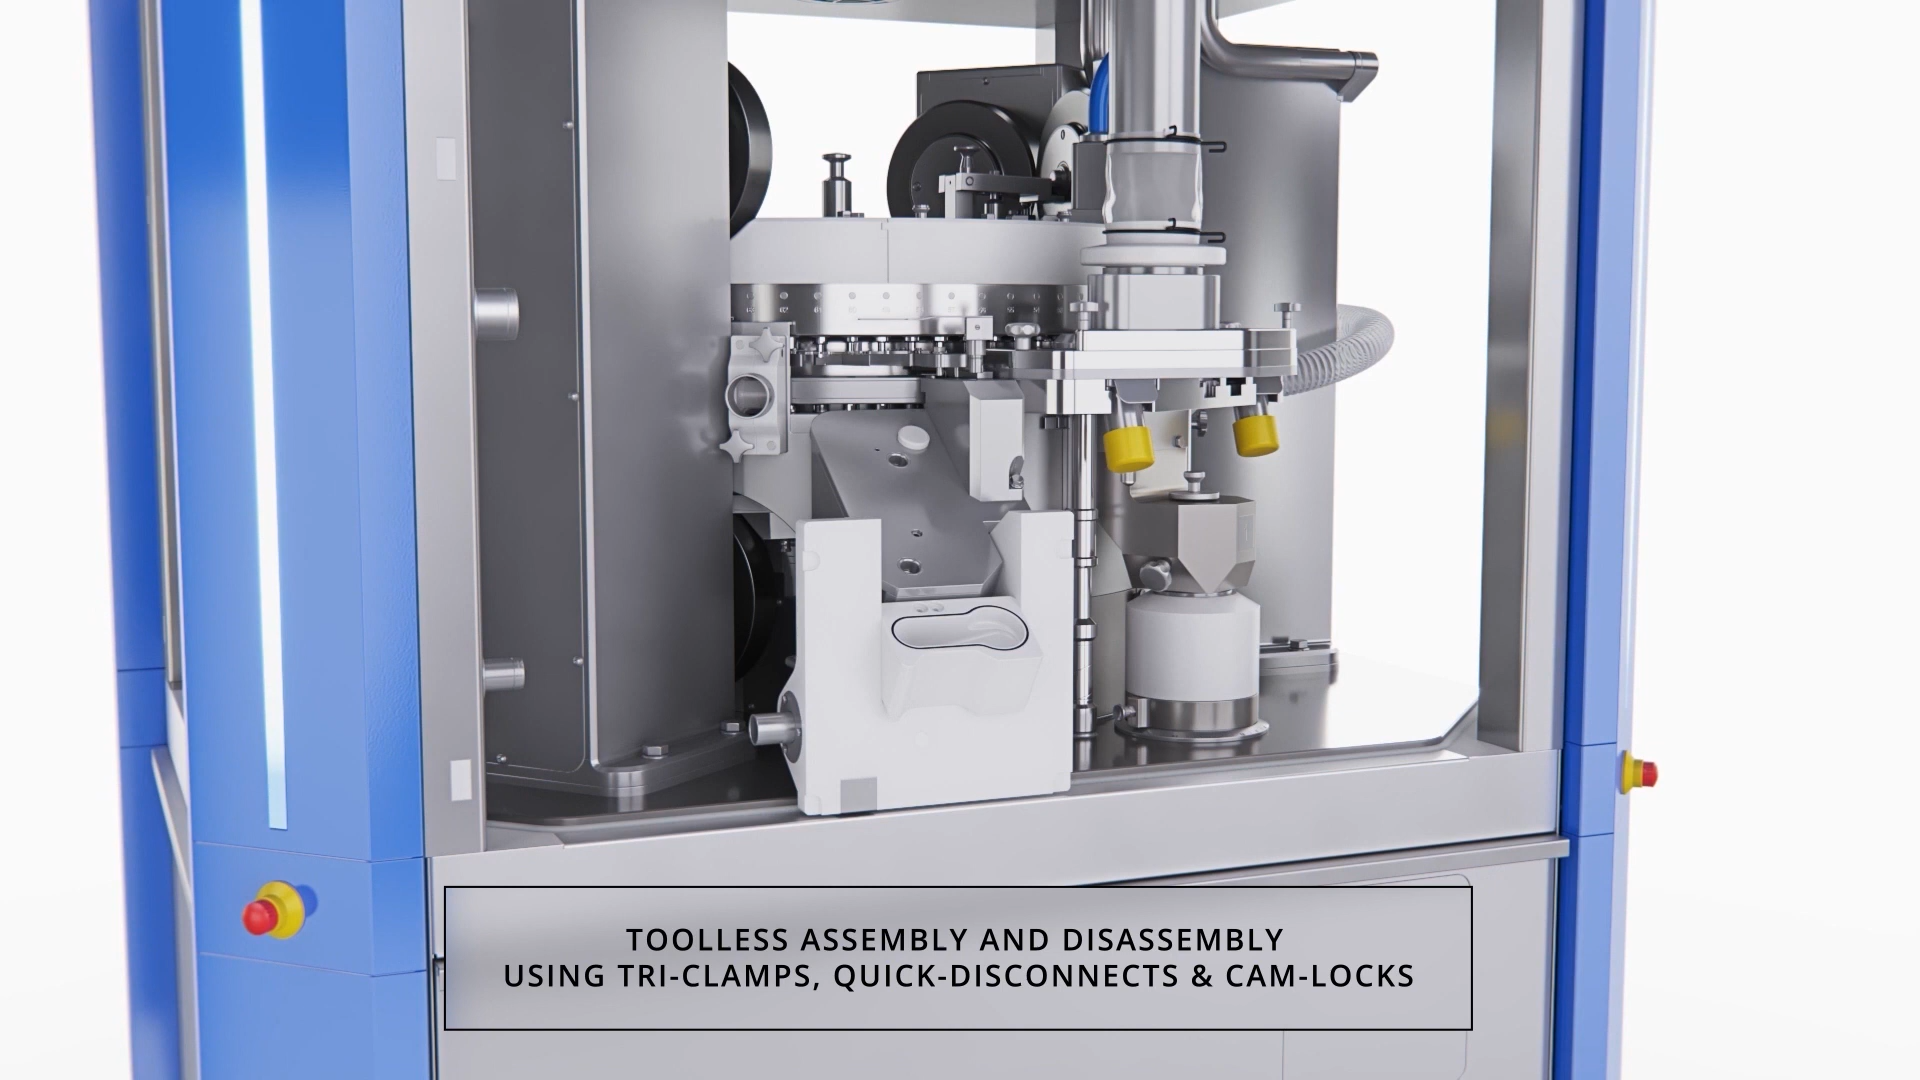 TOOLLESS ASSEMBLY AND DISASSEMBLY
USING TRI-CLAMPS, QUICK-DISCONNECTS & CAM-LOCKS